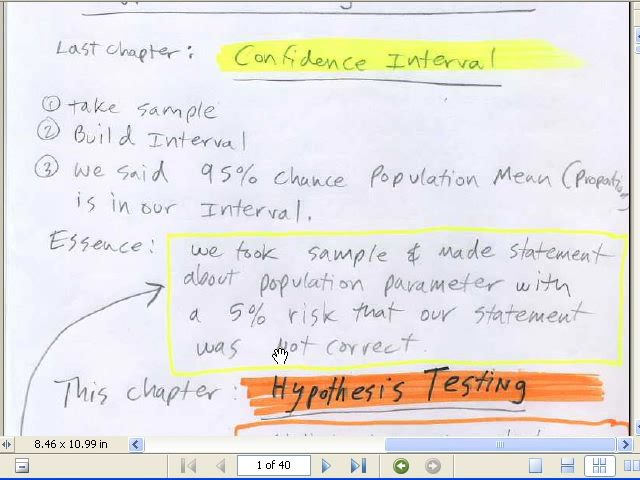 Last chapter: Confidence Interval
① take sample
② Build Interval
③ we said 95% chance Population Mean (Proportion)
is in our Interval.
Essence: we took sample & made statement
about population parameter with
a 5% risk that our statement
was not correct.
This chapter: Hypothesis Testing
8.46 x 10.99 in
1 of 40